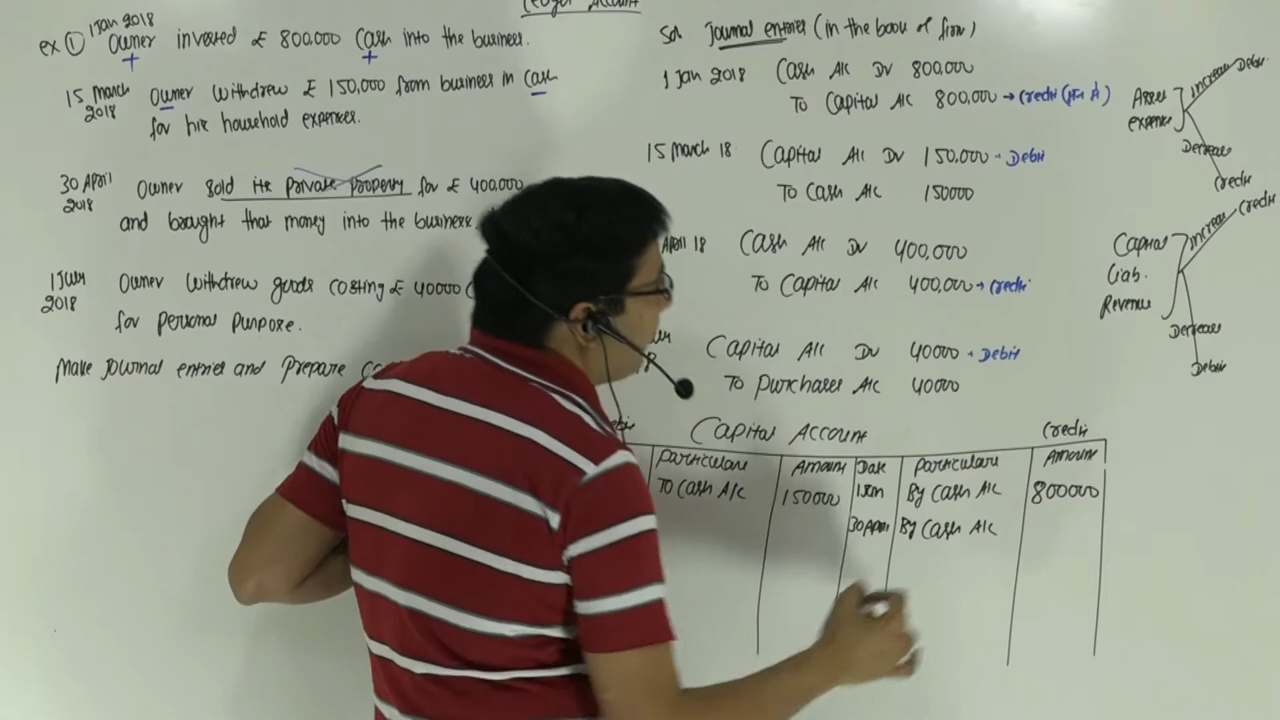 Ledger Account
ex ① 1 Jan 2018 Owner invested £ 800,000 Cash into the business.
+ +
15 March 2018 Owner withdrew £ 150,000 from business in cash
for his household expenses.
30 April 2018 Owner sold his private property for £ 400,000
and brought that money into the business.
1 Jun 2018 Owner withdrew goods costing £ 40000
for personal purpose.
Make Journal entries and prepare
Sol Journal entries (in the book of firm)
1 Jan 2018 Cash A/c Dr 800,000
To Capital A/c 800,000 → credit
15 March 18 Capital A/c Dr 150,000 - Debit
To Cash A/c 150000
April 18 Cash A/c Dr 400,000
To Capital A/c 400,000 → credit
Capital A/c Dr 40000 - Debit
To Purchases A/c 40000
Asset
expense
Increase Debit
Decrease
Credit
Capital
Liab.
Revenue
Increase Credit
Decrease
Debit
Capital Account Credit
Particulars Amount Date Particulars Amount
To Cash A/c 150000 1 Jan By Cash A/c 800000
30 April By Cash A/c